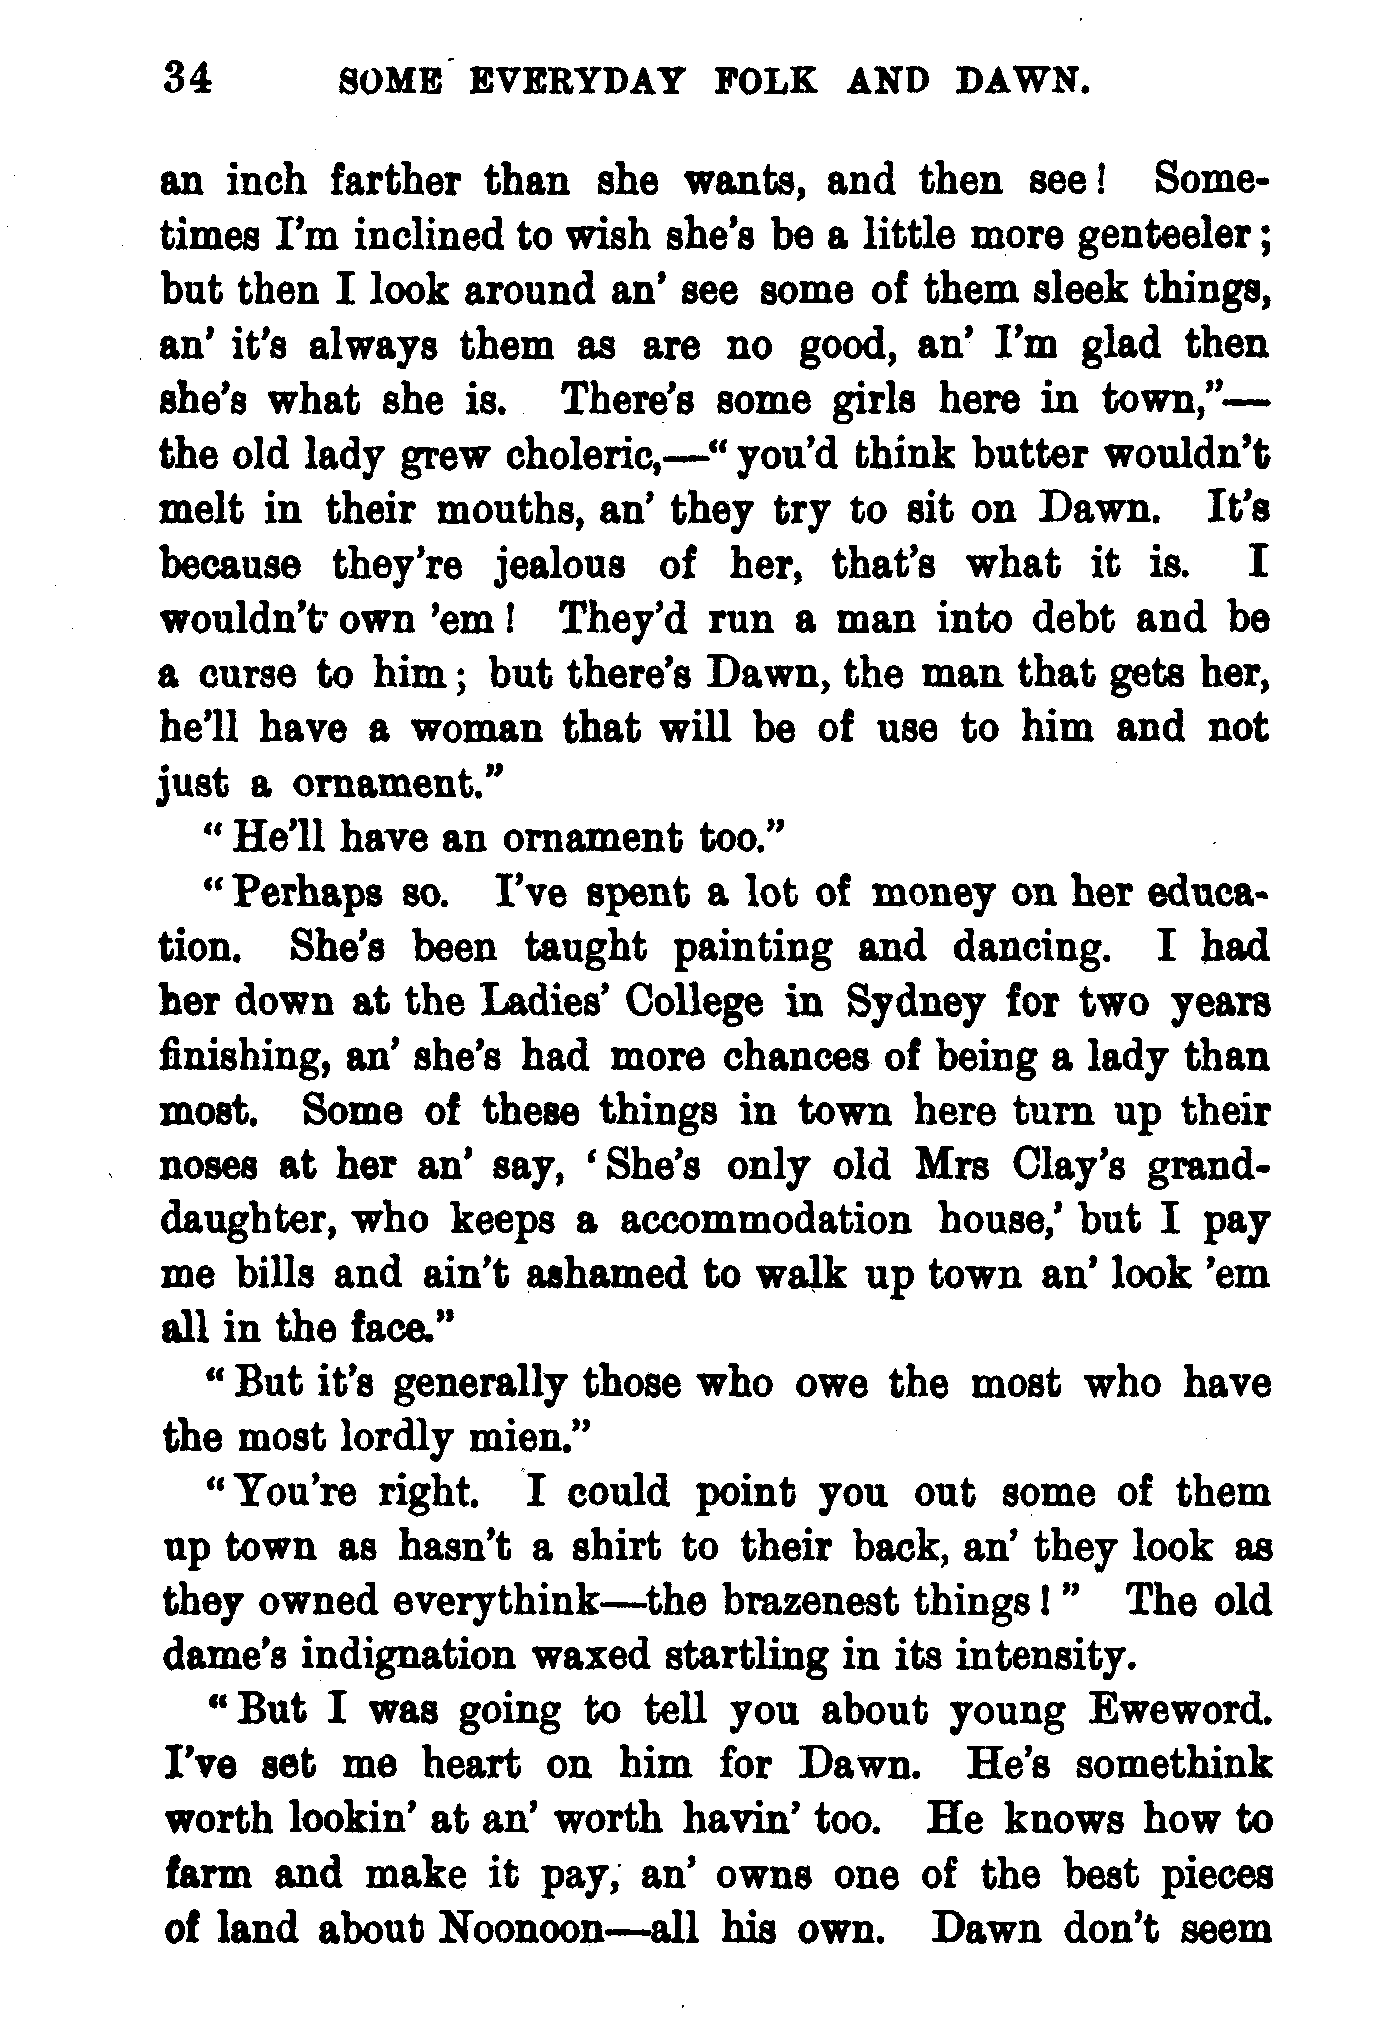 34 SOME EVERYDAY FOLK AND DAWN.
an inch farther than she wants, and then see! Some-
times I'm inclined to wish she's be a little more genteeler;
but then I look around an' see some of them sleek things,
an' it's always them as are no good, an' I'm glad then
she's what she is. There's some girls here in town,"—
the old lady grew choleric,—"you'd think butter wouldn't
melt in their mouths, an' they try to sit on Dawn. It's
because they're jealous of her, that's what it is. I
wouldn't own 'em! They'd run a man into debt and be
a curse to him; but there's Dawn, the man that gets her,
he'll have a woman that will be of use to him and not
just a ornament."
"He'll have an ornament too."
"Perhaps so. I've spent a lot of money on her educa-
tion. She's been taught painting and dancing. I had
her down at the Ladies' College in Sydney for two years
finishing, an' she's had more chances of being a lady than
most. Some of these things in town here turn up their
noses at her an' say, 'She's only old Mrs Clay's grand-
daughter, who keeps a accommodation house,' but I pay
me bills and ain't ashamed to walk up town an' look 'em
all in the face."
"But it's generally those who owe the most who have
the most lordly mien."
"You're right. I could point you out some of them
up town as hasn't a shirt to their back, an' they look as
they owned everythink—the brazenest things!" The old
dame's indignation waxed startling in its intensity.
"But I was going to tell you about young Eweword.
I've set me heart on him for Dawn. He's somethink
worth lookin' at an' worth havin' too. He knows how to
farm and make it pay, an' owns one of the best pieces
of land about Noonoon—all his own. Dawn don't seem